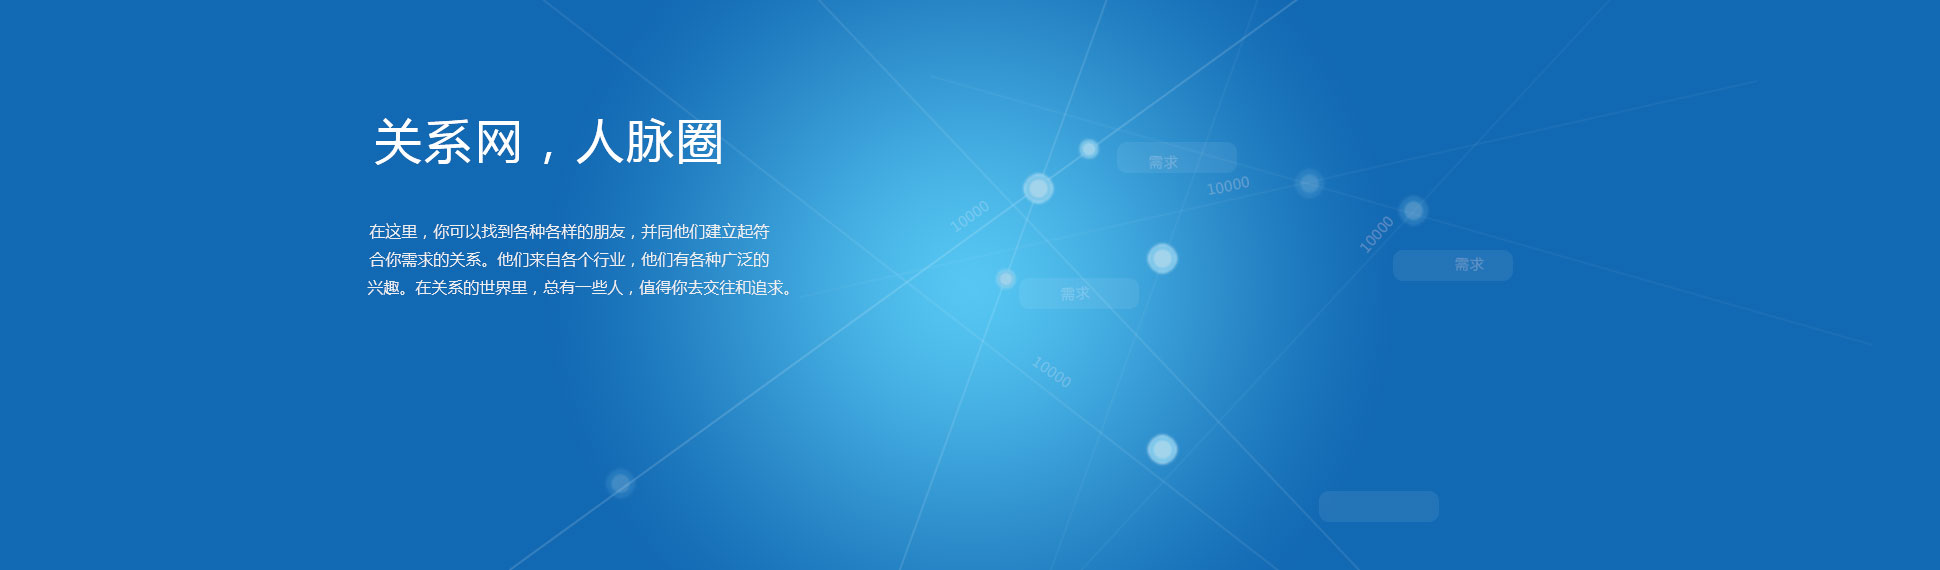 关系网，人脉圈
在这里，你可以找到各种各样的朋友，并同他们建立起符
合你需求的关系。他们来自各个行业，他们有各种广泛的
兴趣。在关系的世界里，总有一些人，值得你去交往和追求。
需求
10000
10000
10000
需求
需求
10000